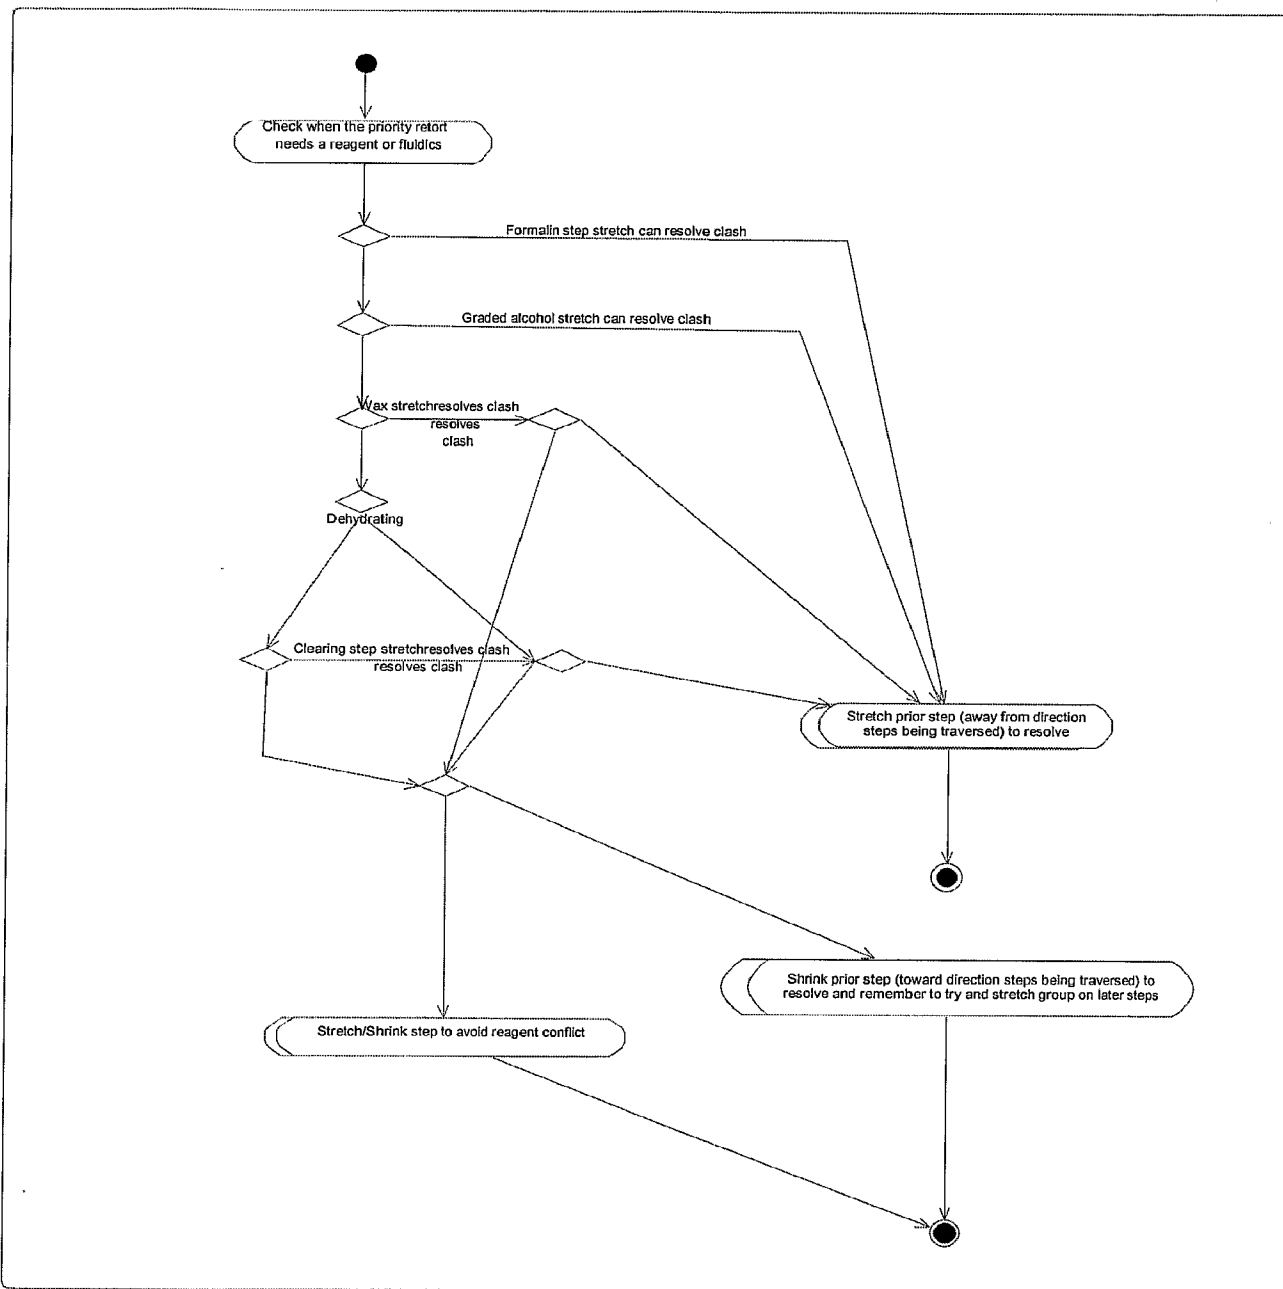 Check when the priority retort
needs a reagent or fluidics
Formalin step stretch can resolve clash
Graded alcohol stretch can resolve clash
Wax stretchresolves clash
resolves
clash
Dehydrating
Clearing step stretchresolves clash
resolves clash
Stretch prior step (away from direction
steps being traversed) to resolve
Shrink prior step (toward direction steps being traversed) to
resolve and remember to try and stretch group on later steps
Stretch/Shrink step to avoid reagent conflict